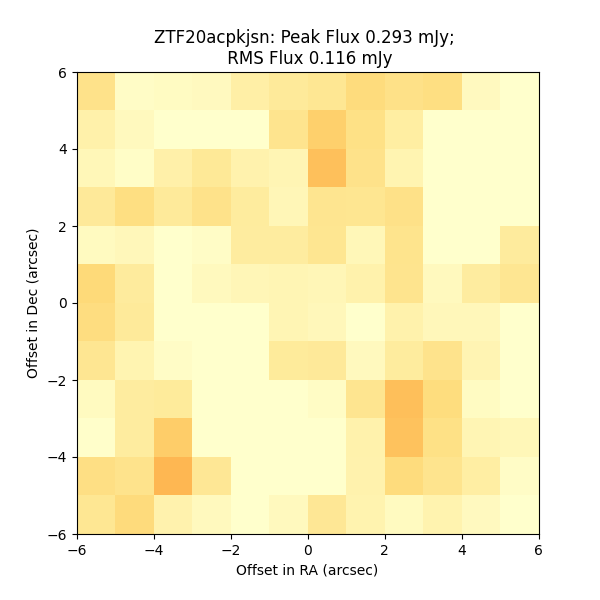 ZTF20acpkjsn: Peak Flux 0.293 mJy;
RMS Flux 0.116 mJy
6
4
2
0
−2
−4
−6
Offset in Dec (arcsec)
−6 −4 −2 0 2 4 6
Offset in RA (arcsec)